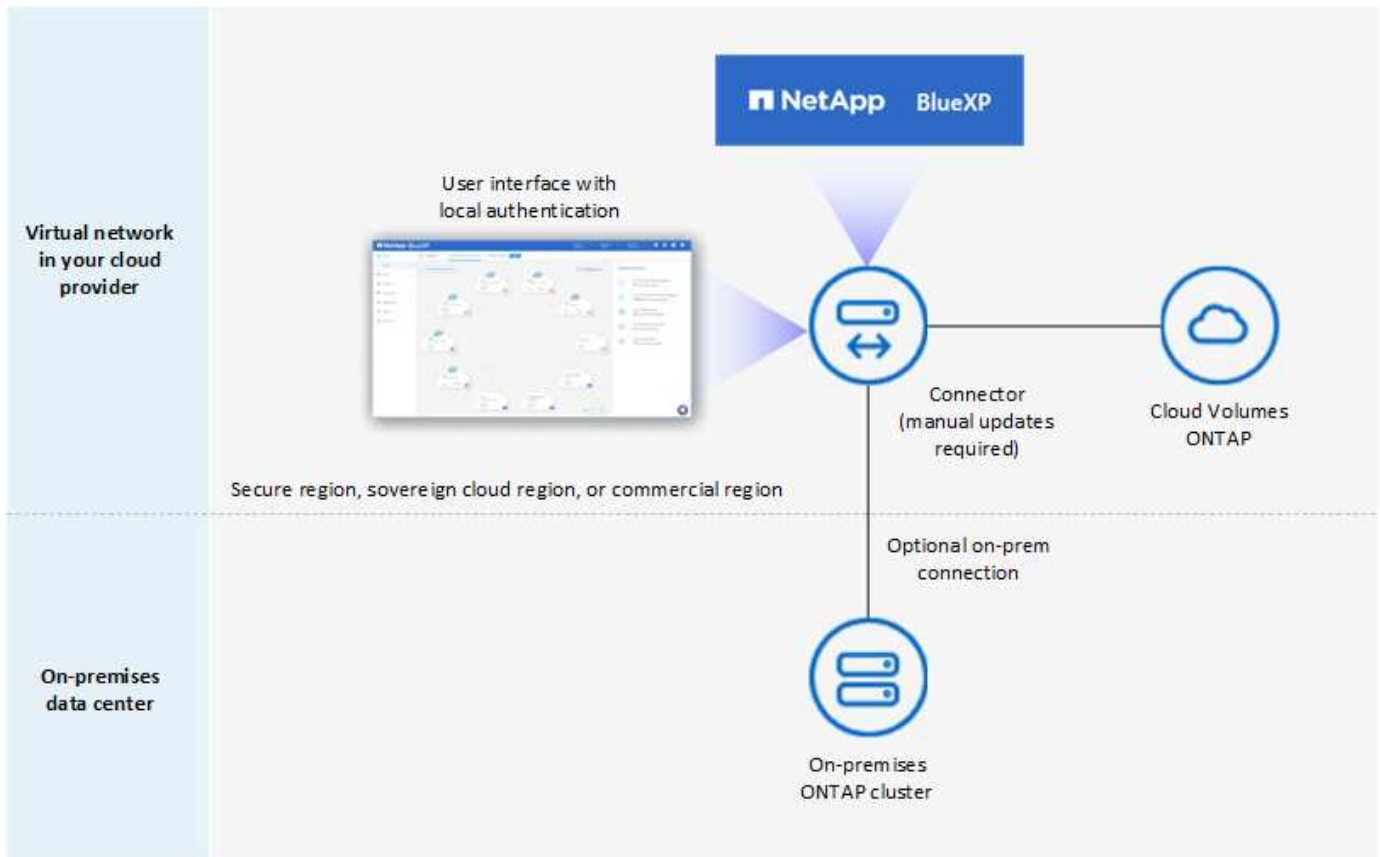 NetApp BlueXP
User interface with
local authentication
Virtual network
in your cloud
provider
NetApp BlueXP
Connector
(manual updates
required)
Cloud Volumes
ONTAP
Secure region, sovereign cloud region, or commercial region
Optional on-prem
connection
On-premises
data center
On-premises
ONTAP cluster